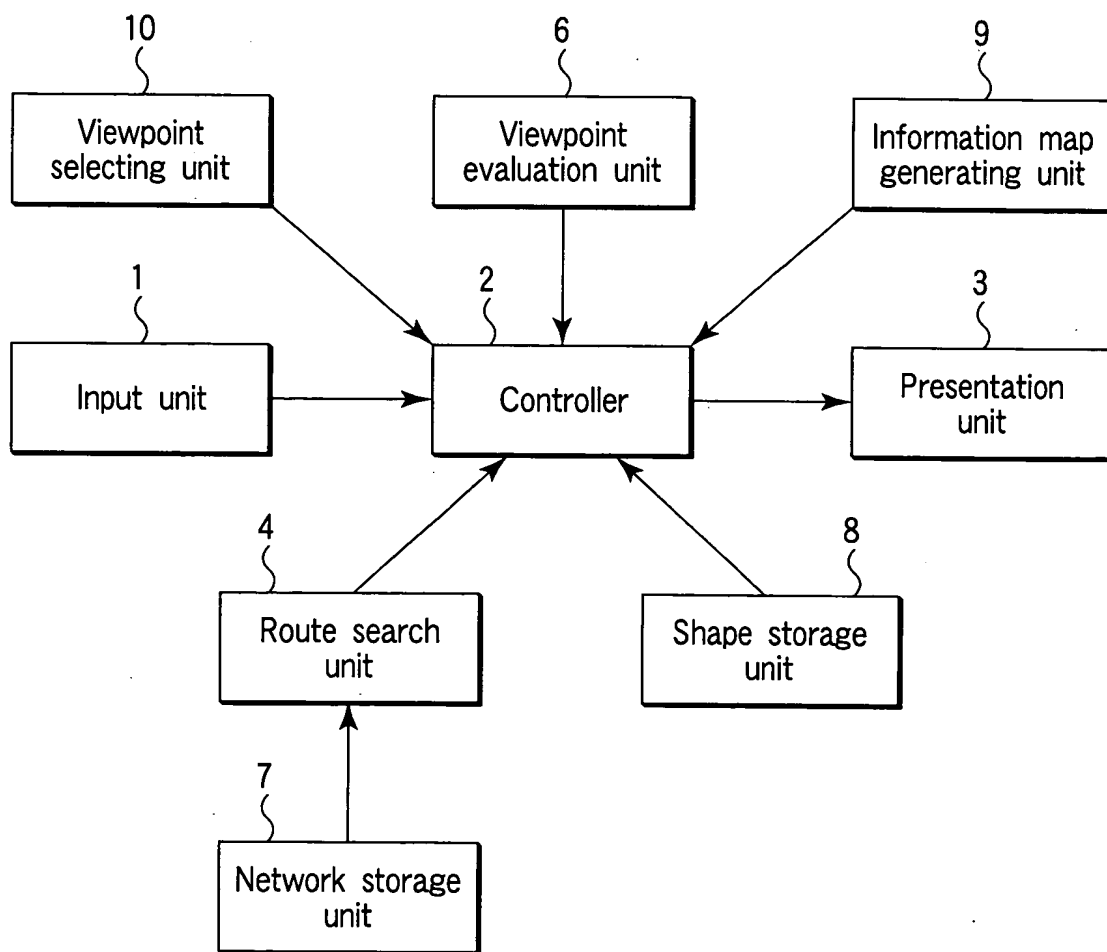 10
6
9
Viewpoint
selecting unit
Viewpoint
evaluation unit
Information map
generating unit
1
2
3
Input unit
Controller
Presentation
unit
4
8
Route search
unit
Shape storage
unit
7
Network storage
unit